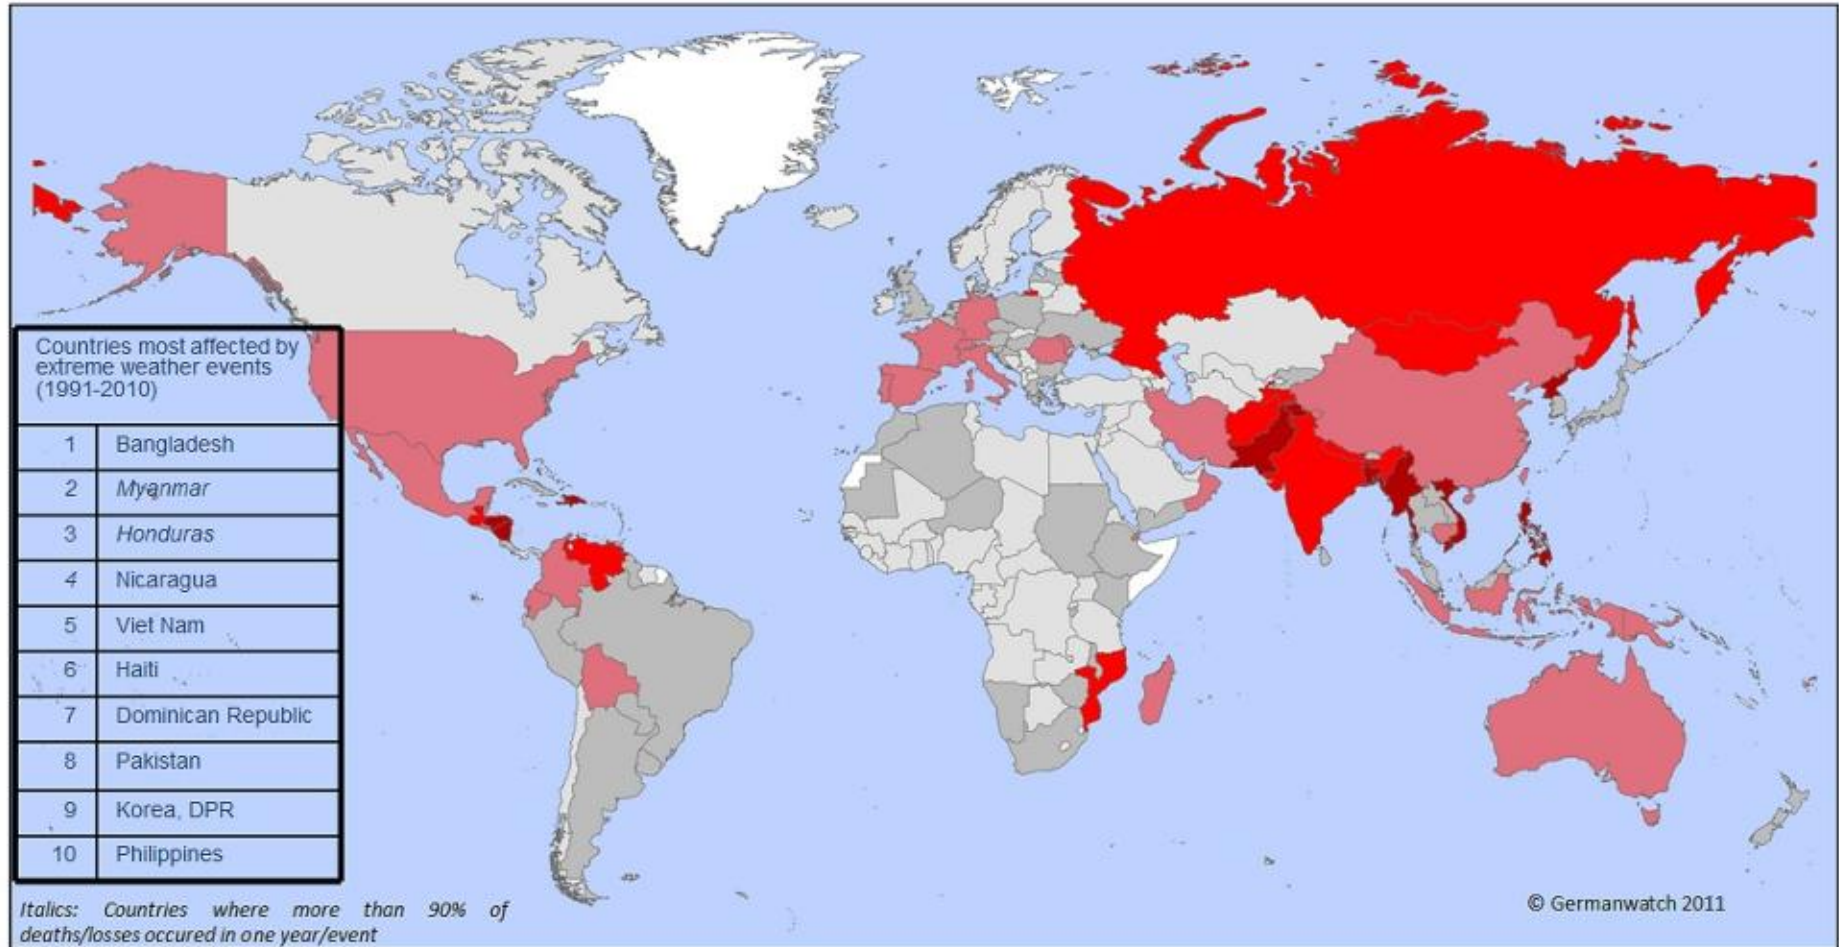 Countries most affected by
extreme weather events
(1991-2010)
1 Bangladesh
2 Myanmar
3 Honduras
4 Nicaragua
5 Viet Nam
6 Haiti
7 Dominican Republic
8 Pakistan
9 Korea, DPR
10 Philippines
Italics: Countries where more than 90% of
deaths/losses occured in one year/event
© Germanwatch 2011